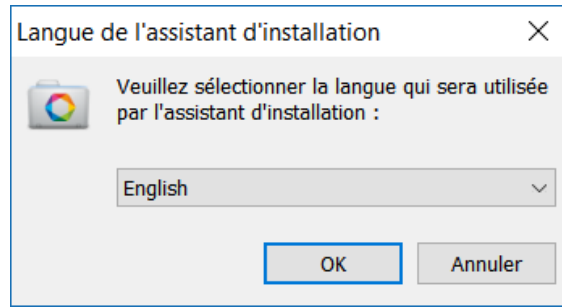 Langue de l'assistant d'installation
Veuillez sélectionner la langue qui sera utilisée
par l'assistant d'installation :
English
OK
Annuler